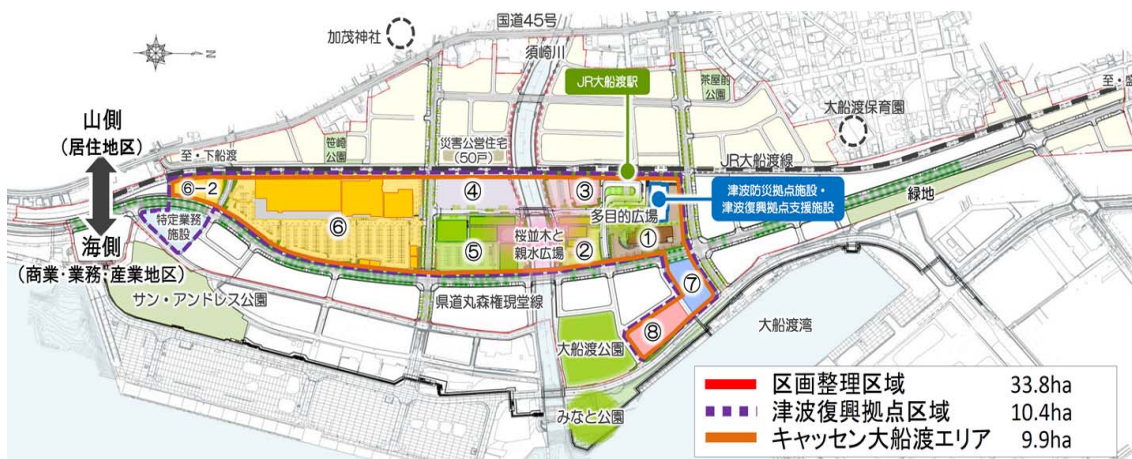 国道45号
加茂神社
須崎川
N
JR大船渡駅
茶屋前
公園
至・盛
大船渡保育園
山側
(居住地区)
災害公営住宅
(50戸)
笹崎
公園
至・下船渡
JR大船渡線
⑥-2
④
③
津波防災拠点施設・
津波復興拠点支援施設
緑地
多目的広場
特定業務
施設
⑥
桜並木と
親水広場
⑤
②
①
海側
(商業・業務・産業地区)
⑦
サン・アンドレス公園
県道丸森権現堂線
⑧
大船渡湾
大船渡公園
みなと公園
区画整理区域 33.8ha
津波復興拠点区域 10.4ha
キャッセン大船渡エリア 9.9ha